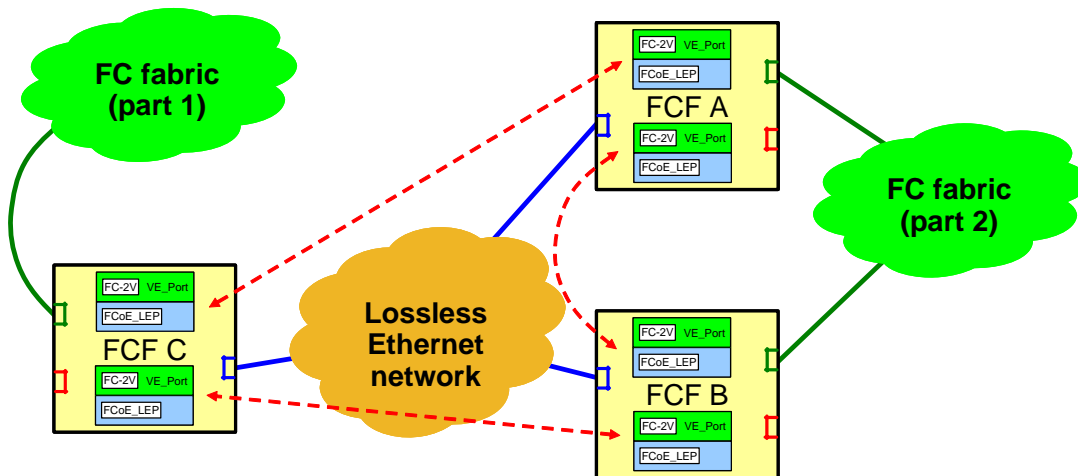 FC fabric
(part 1)
FC-2V VE_Port
FCoE_LEP
FCF A
FC-2V VE_Port
FCoE_LEP
FC fabric
(part 2)
FC-2V VE_Port
FCoE_LEP
FCF C
FC-2V VE_Port
FCoE_LEP
Lossless
Ethernet
network
FC-2V VE_Port
FCoE_LEP
FCF B
FC-2V VE_Port
FCoE_LEP